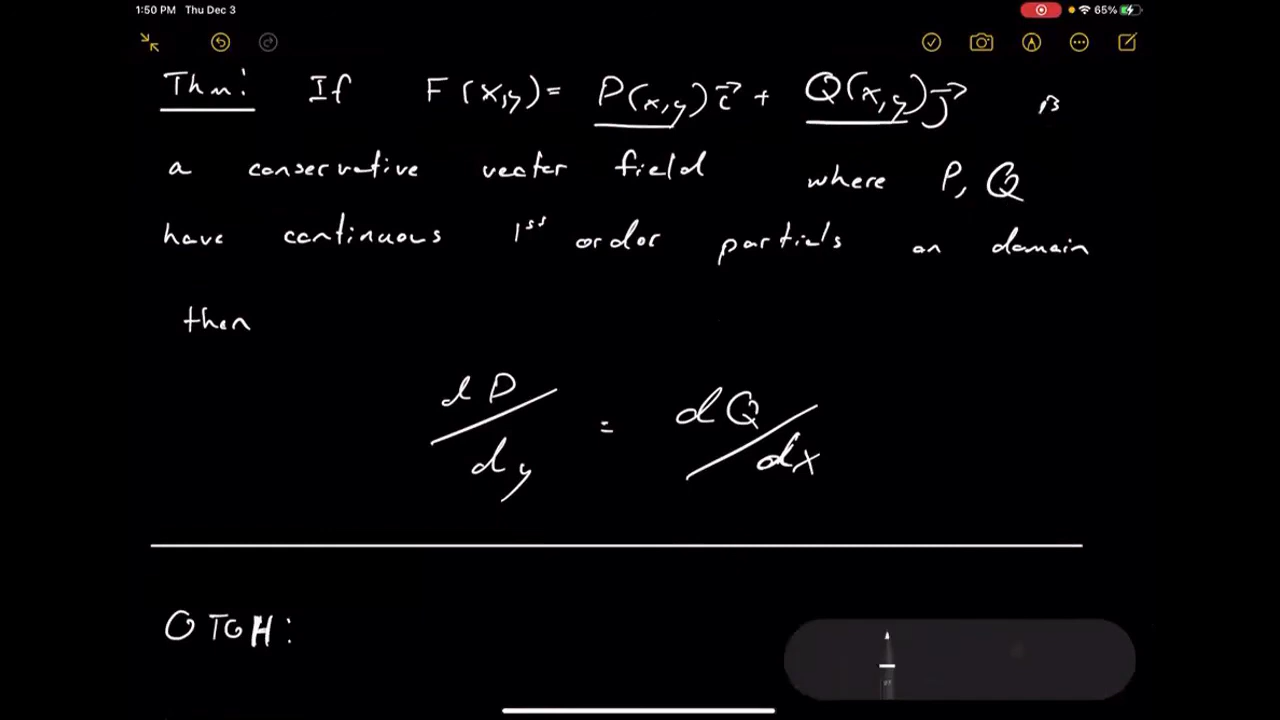 1:50 PM Thu Dec 3 65%
Thm: If F(x,y) = P(x,y)i⃗ + Q(x,y)j⃗ is
a conservative vector field where P, Q
have continuous 1st order partials on domain
then
dP/dy = dQ/dx
OTOH: